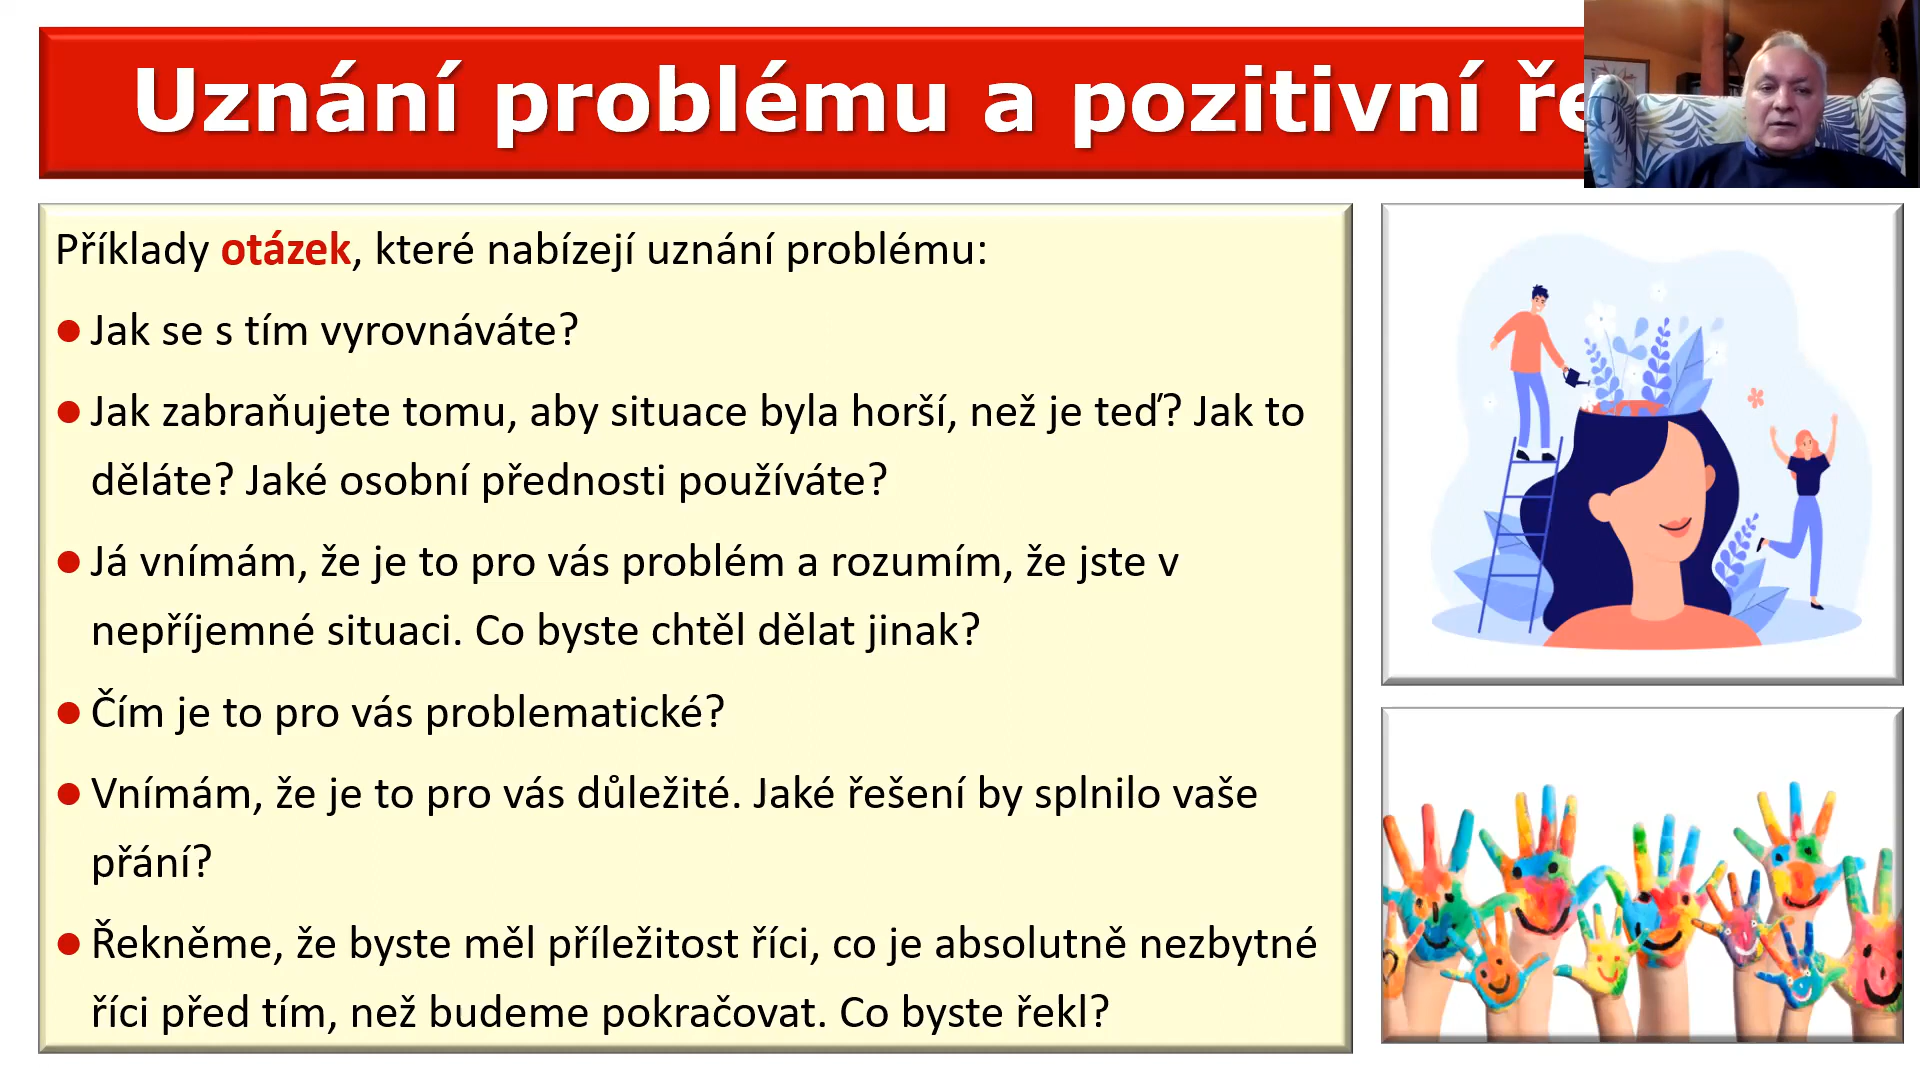 Uznání problému a pozitivní ře
Příklady otázek, které nabízejí uznání problému:
● Jak se s tím vyrovnáváte?
● Jak zabraňujete tomu, aby situace byla horší, než je teď? Jak to
děláte? Jaké osobní přednosti používáte?
● Já vnímám, že je to pro vás problém a rozumím, že jste v
nepříjemné situaci. Co byste chtěl dělat jinak?
● Čím je to pro vás problematické?
● Vnímám, že je to pro vás důležité. Jaké řešení by splnilo vaše
přání?
● Řekněme, že byste měl příležitost říci, co je absolutně nezbytné
říci před tím, než budeme pokračovat. Co byste řekl?